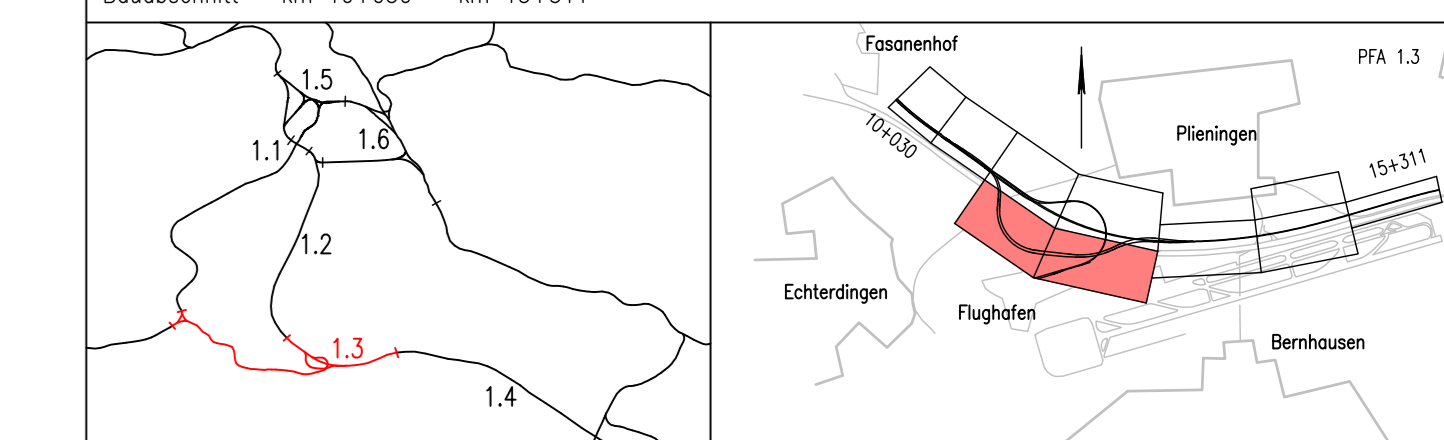 1.5
1.6
1.1
1.2
1.3
1.4
Fasanenhof
PFA 1.3
10+030
Plieningen
15+311
Echterdingen
Flughafen
Bernhausen